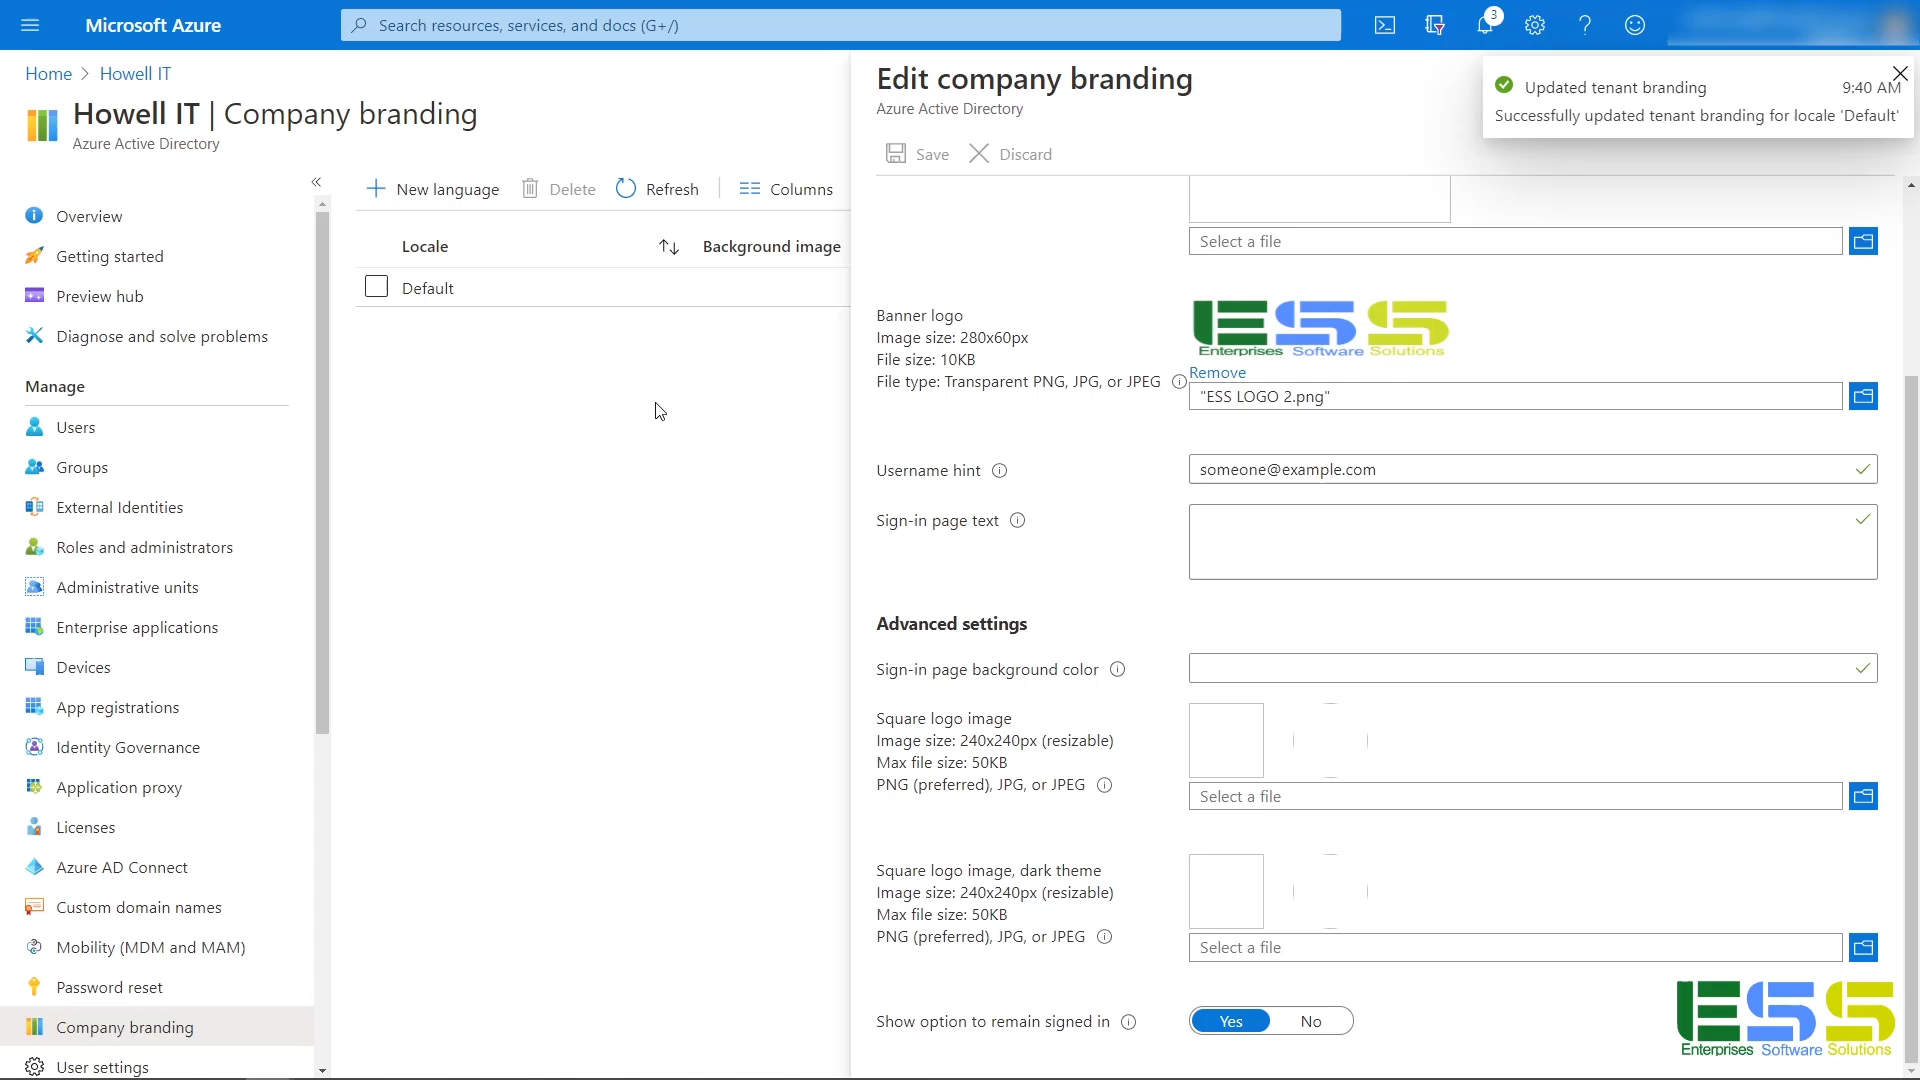 Microsoft Azure
Search resources, services, and docs (G+/)
3
Home > Howell IT
Howell IT | Company branding
Azure Active Directory
«
Overview
Getting started
Preview hub
Diagnose and solve problems
Manage
Users
Groups
External Identities
Roles and administrators
Administrative units
Enterprise applications
Devices
App registrations
Identity Governance
Application proxy
Licenses
Azure AD Connect
Custom domain names
Mobility (MDM and MAM)
Password reset
Company branding
User settings
New language
Delete
Refresh
Columns
Locale
Background image
Default
Edit company branding
Azure Active Directory
Save
Discard
Updated tenant branding
9:40 AM
Successfully updated tenant branding for locale 'Default'
Select a file
Banner logo
Image size: 280x60px
File size: 10KB
File type: Transparent PNG, JPG, or JPEG
ESS
Enterprises Software Solutions
Remove
"ESS LOGO 2.png"
Username hint
someone@example.com
Sign-in page text
Advanced settings
Sign-in page background color
Square logo image
Image size: 240x240px (resizable)
Max file size: 50KB
PNG (preferred), JPG, or JPEG
Select a file
Square logo image, dark theme
Image size: 240x240px (resizable)
Max file size: 50KB
PNG (preferred), JPG, or JPEG
Select a file
Show option to remain signed in
Yes
No
ESS
Enterprises Software Solutions